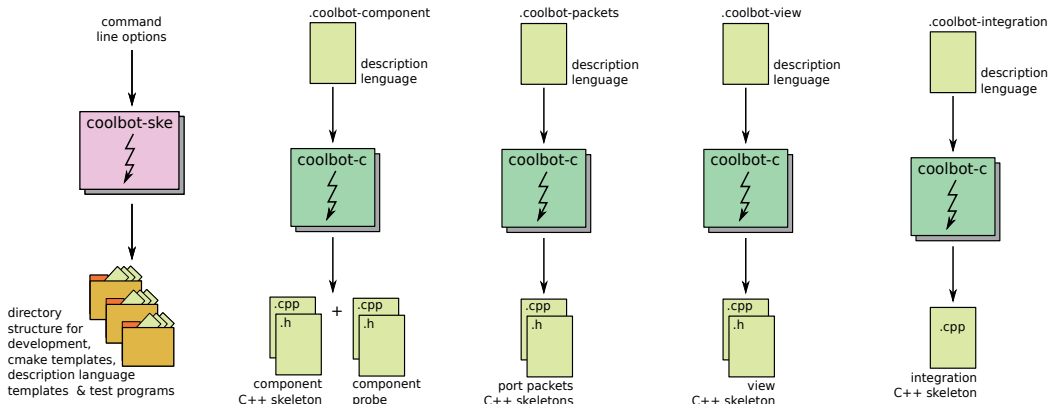 command
line options
coolbot-ske
directory
structure for
development,
cmake templates,
description language
templates & test programs
.coolbot-component
description
lenguage
coolbot-c
.cpp
.h
+
.cpp
.h
component
C++ skeleton
component
probe
.coolbot-packets
description
lenguage
coolbot-c
.cpp
.h
port packets
C++ skeletons
.coolbot-view
description
lenguage
coolbot-c
.cpp
.h
view
C++ skeleton
.coolbot-integration
description
lenguage
coolbot-c
.cpp
integration
C++ skeleton